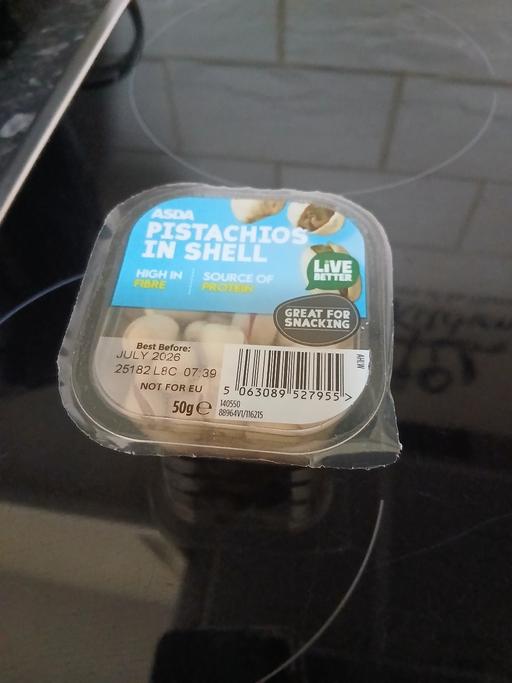 ASDA
PISTACHIOS
IN SHELL
HIGH IN
FIBRE
SOURCE OF
PROTEIN
LIVE
BETTER
GREAT FOR
SNACKING
Best Before:
JULY 2026
25182 L8C 07:39
NOT FOR EU
50g e
5 063089 527955 >
140550
88964V1/116215